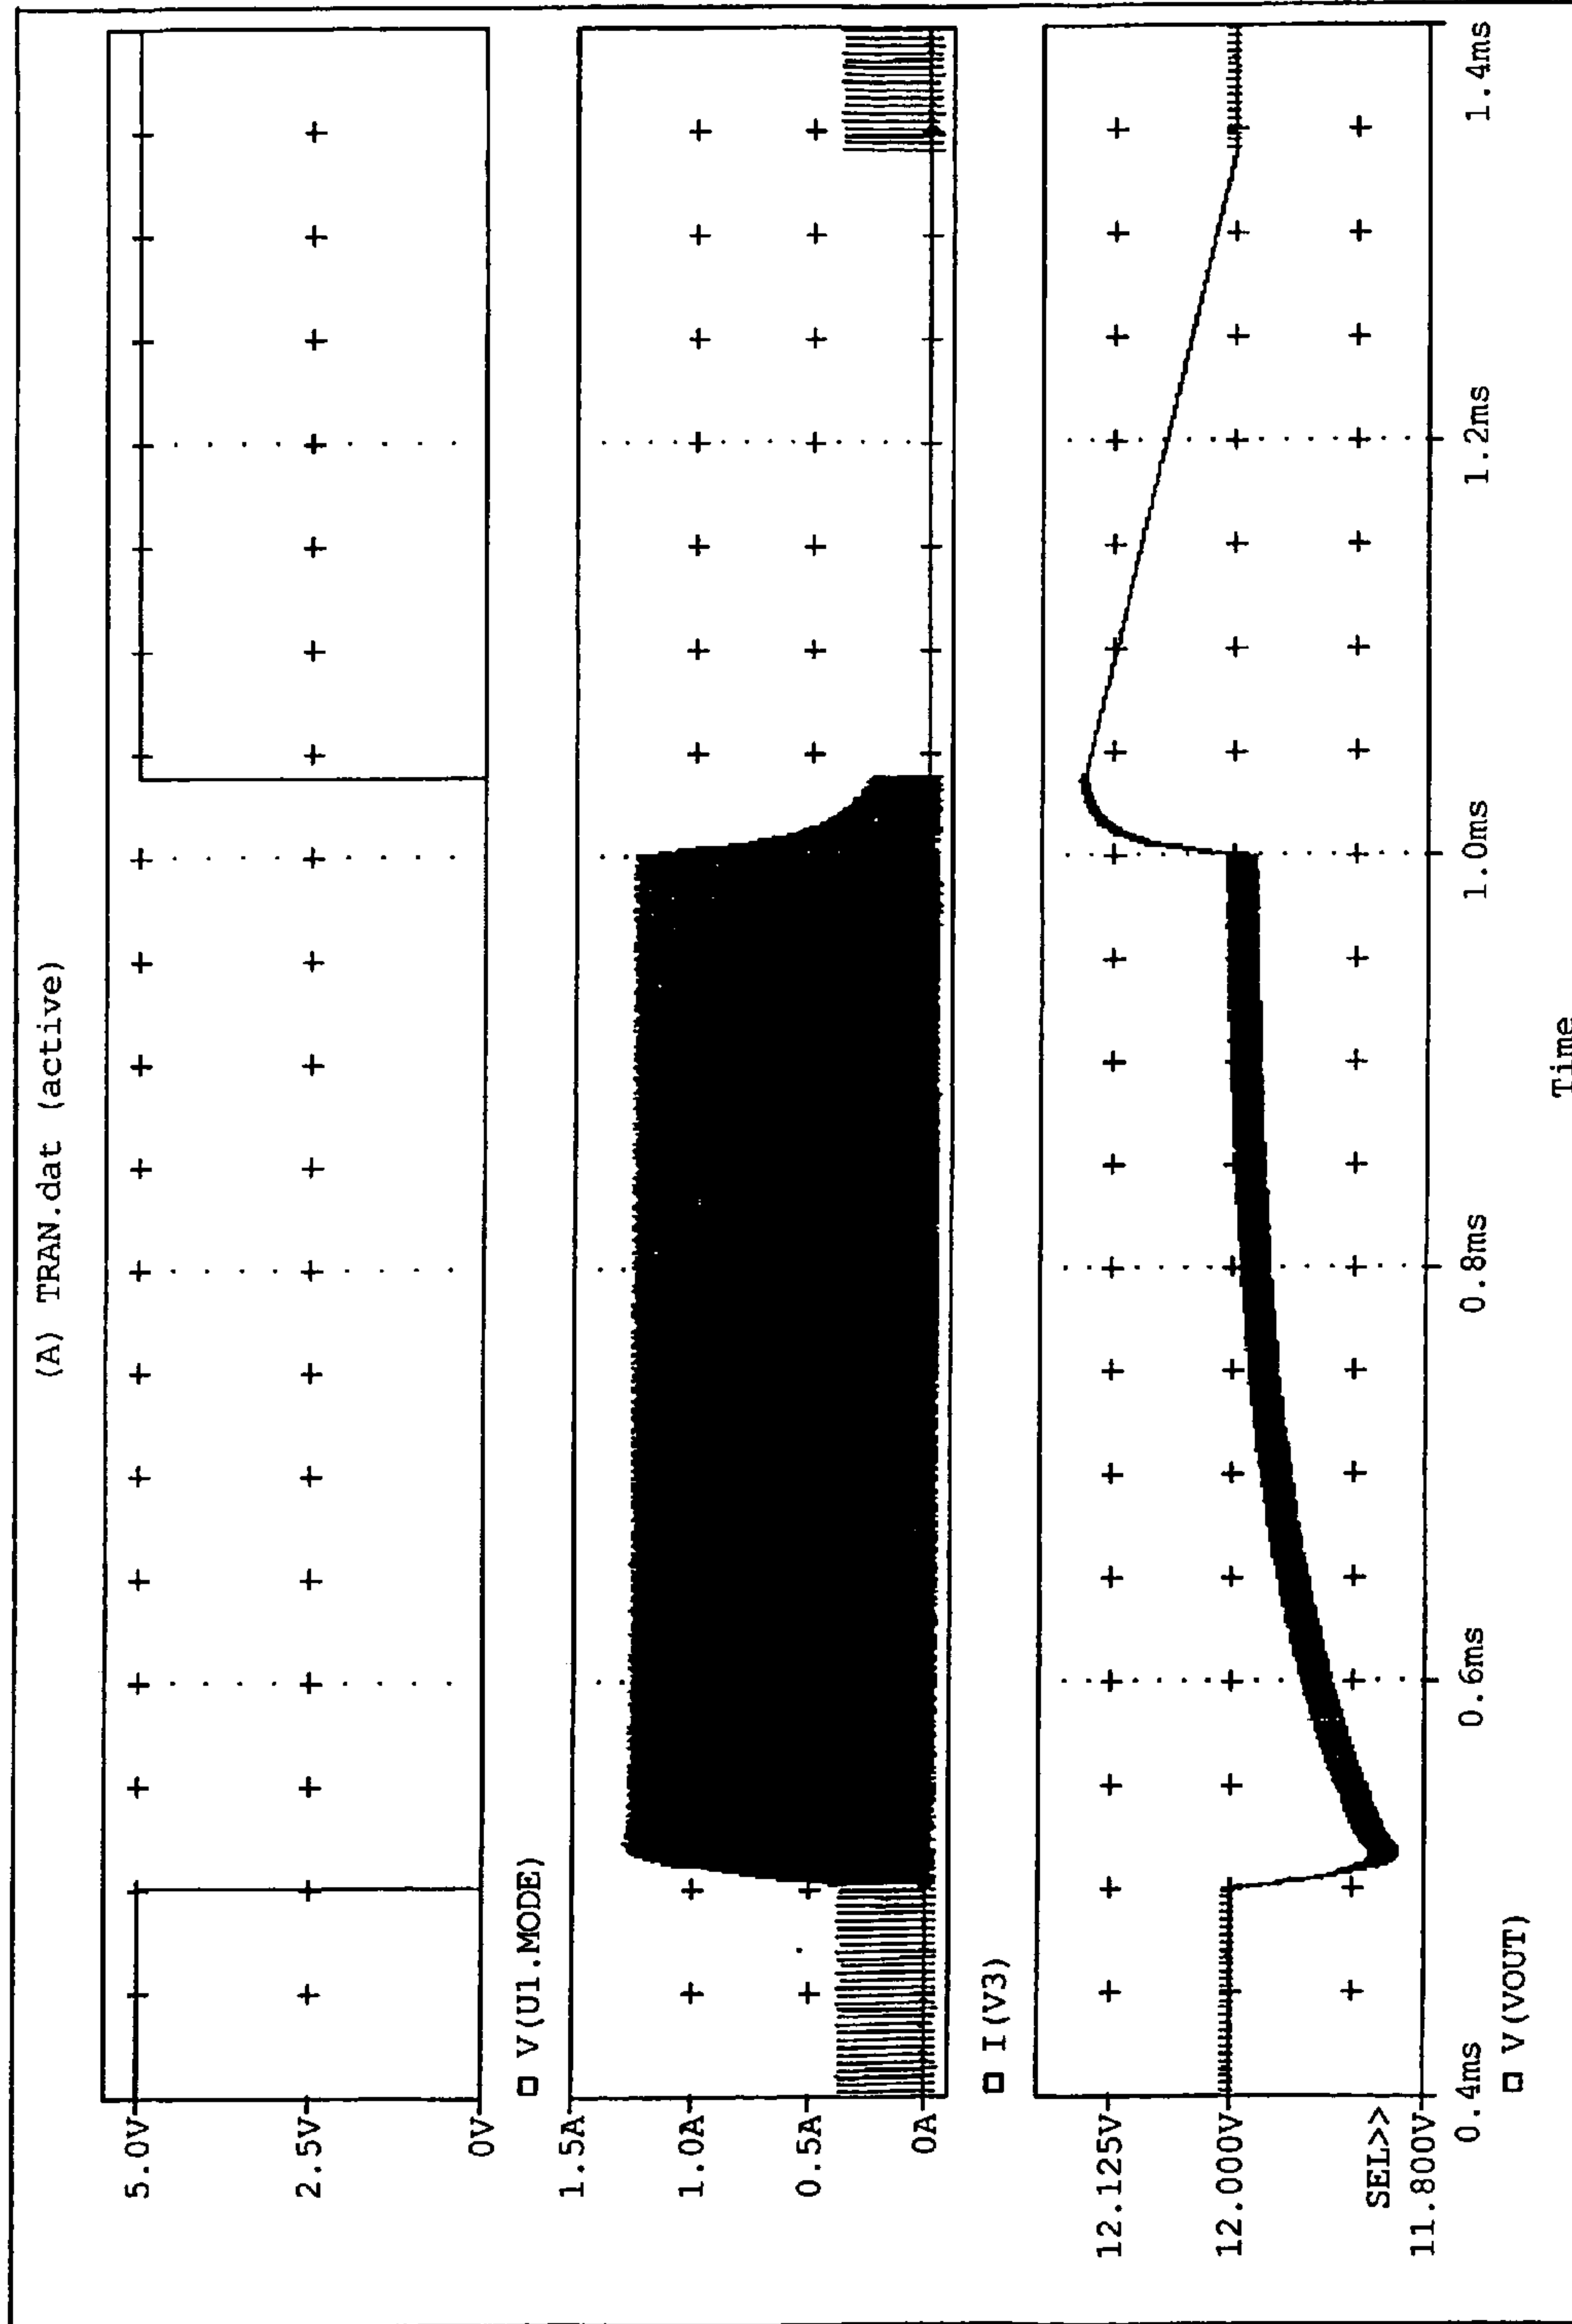 (A) TRAN.dat (active)
5.0V
2.5V
0V
V(U1.MODE)
1.5A
1.0A
0.5A
0A
I(V3)
12.125V
12.000V
SEL>>
11.800V
0.4ms 0.6ms 0.8ms 1.0ms 1.2ms 1.4ms
V(VOUT)
Time